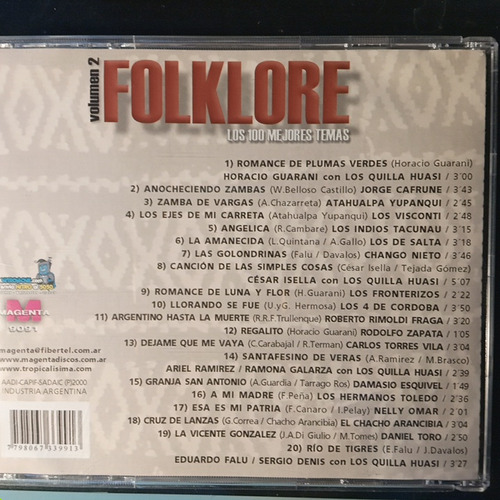 volumen 2
FOLKLORE
LOS 100 MEJORES TEMAS
1) ROMANCE DE PLUMAS VERDES (Horacio Guarani)
HORACIO GUARANI con LOS QUILLA HUASI / 3'00
2) ANOCHECIENDO ZAMBAS (W.Belloso Castillo) JORGE CAFRUNE / 3'43
3) ZAMBA DE VARGAS (A.Chazarreta) ATAHUALPA YUPANQUI / 2'45
4) LOS EJES DE MI CARRETA (Atahualpa Yupanqui) LOS VISCONTI / 2'48
5) ANGELICA (R.Cambare) LOS INDIOS TACUNAU / 3'15
6) LA AMANECIDA (L.Quintana / A.Gallo) LOS DE SALTA / 3'18
7) LAS GOLONDRINAS (Falu / Davalos) CHANGO NIETO / 3'46
8) CANCIÓN DE LAS SIMPLES COSAS (César Isella / Tejada Gómez)
CÉSAR ISELLA con LOS QUILLA HUASI / 5'07
9) ROMANCE DE LUNA Y FLOR (H.Guarani) LOS FRONTERIZOS / 2'22
10) LLORANDO SE FUE (U.yG. Hermosa) LOS 4 DE CORDOBA / 3'50
11) ARGENTINO HASTA LA MUERTE (R.R.F.Trullenque) ROBERTO RIMOLDI FRAGA / 3'20
12) REGALITO (Horacio Guarani) RODOLFO ZAPATA / 1'05
13) DEJAME QUE ME VAYA (C.Carabajal / R.Terman) CARLOS TORRES VILA / 3'04
14) SANTAFESINO DE VERAS (A.Ramirez / M.Brasco)
ARIEL RAMIREZ / RAMONA GALARZA con LOS QUILLA HUASI / 2'39
15) GRANJA SAN ANTONIO (A.Guardia / Tarrago Ros) DAMASIO ESQUIVEL / 1'49
16) A MI MADRE (F.Peña) LOS HERMANOS TOLEDO / 2'36
17) ESA ES MI PATRIA (F.Canaro / I.Pelay) NELLY OMAR / 2'01
18) CRUZ DE LANZAS (G.Correa / Chacho Arancibia) EL CHACHO ARANCIBIA / 3'04
19) LA VICENTE GONZALEZ (J.A.Di Giulio / M.Tomes) DANIEL TORO / 2'50
20) RÍO DE TIGRES (E.Falu / J.Davalos)
EDUARDO FALU / SERGIO DENIS con LOS QUILLA HUASI / 3'27
M
MAGENTA
9091
magenta@fibertel.com.ar
www.magentadiscos.com.ar
www.tropicalisima.com
AADI-CAPIF-SADAIC (P)2000
INDUSTRIA ARGENTINA
7 798067 339913